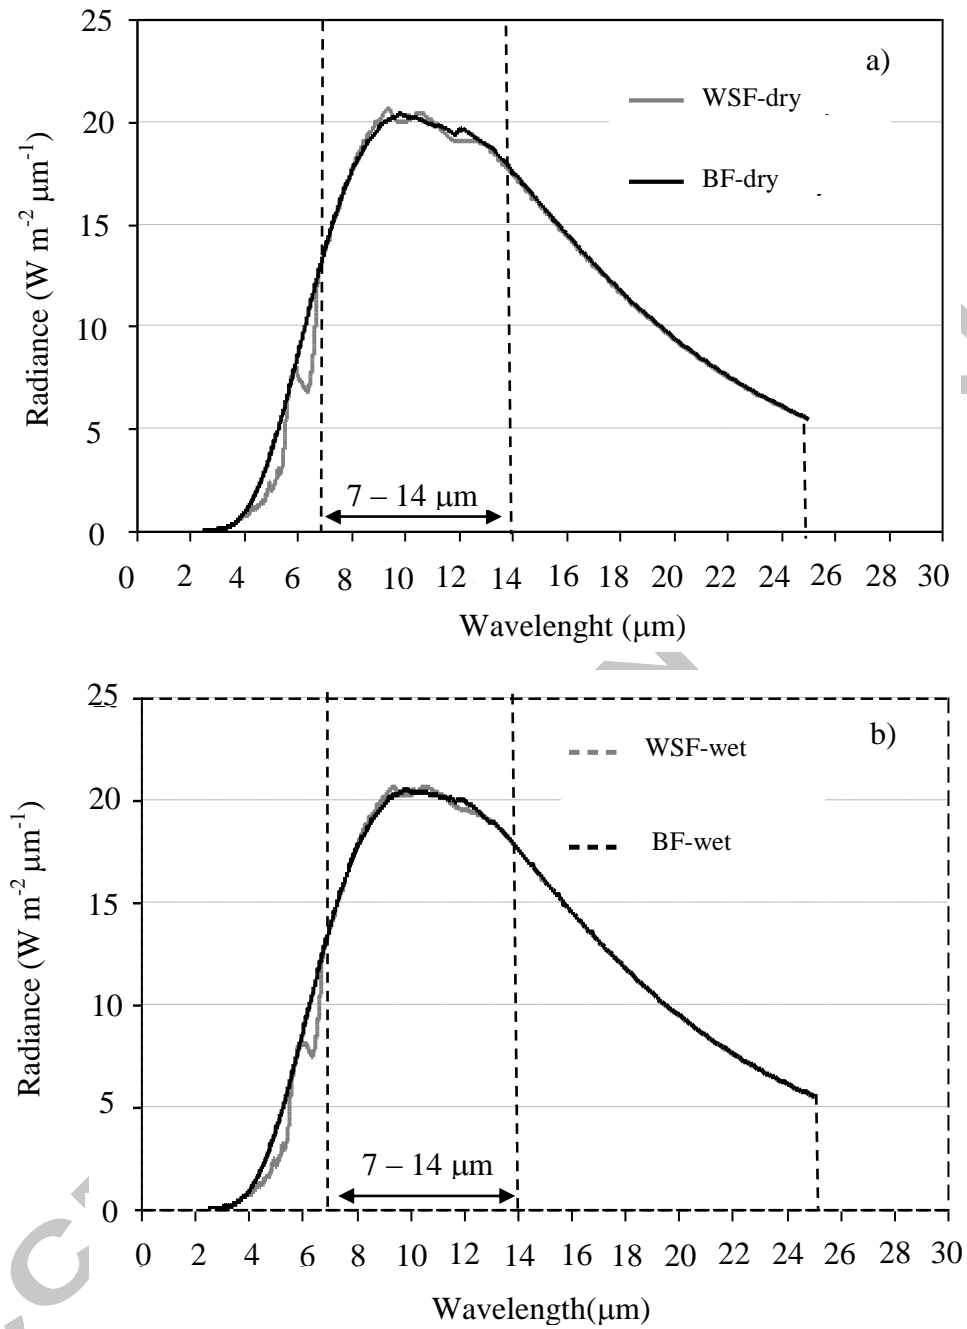 25
20
15
10
5
0
Radiance (W m-2 μm-1)
a)
WSF-dry
BF-dry
7 – 14 μm
0 2 4 6 8 10 12 14 16 18 20 22 24 26 28 30
Wavelenght (μm)
25
20
15
10
5
0
Radiance (W m-2 μm-1)
b)
WSF-wet
BF-wet
7 – 14 μm
0 2 4 6 8 10 12 14 16 18 20 22 24 26 28 30
Wavelength(μm)